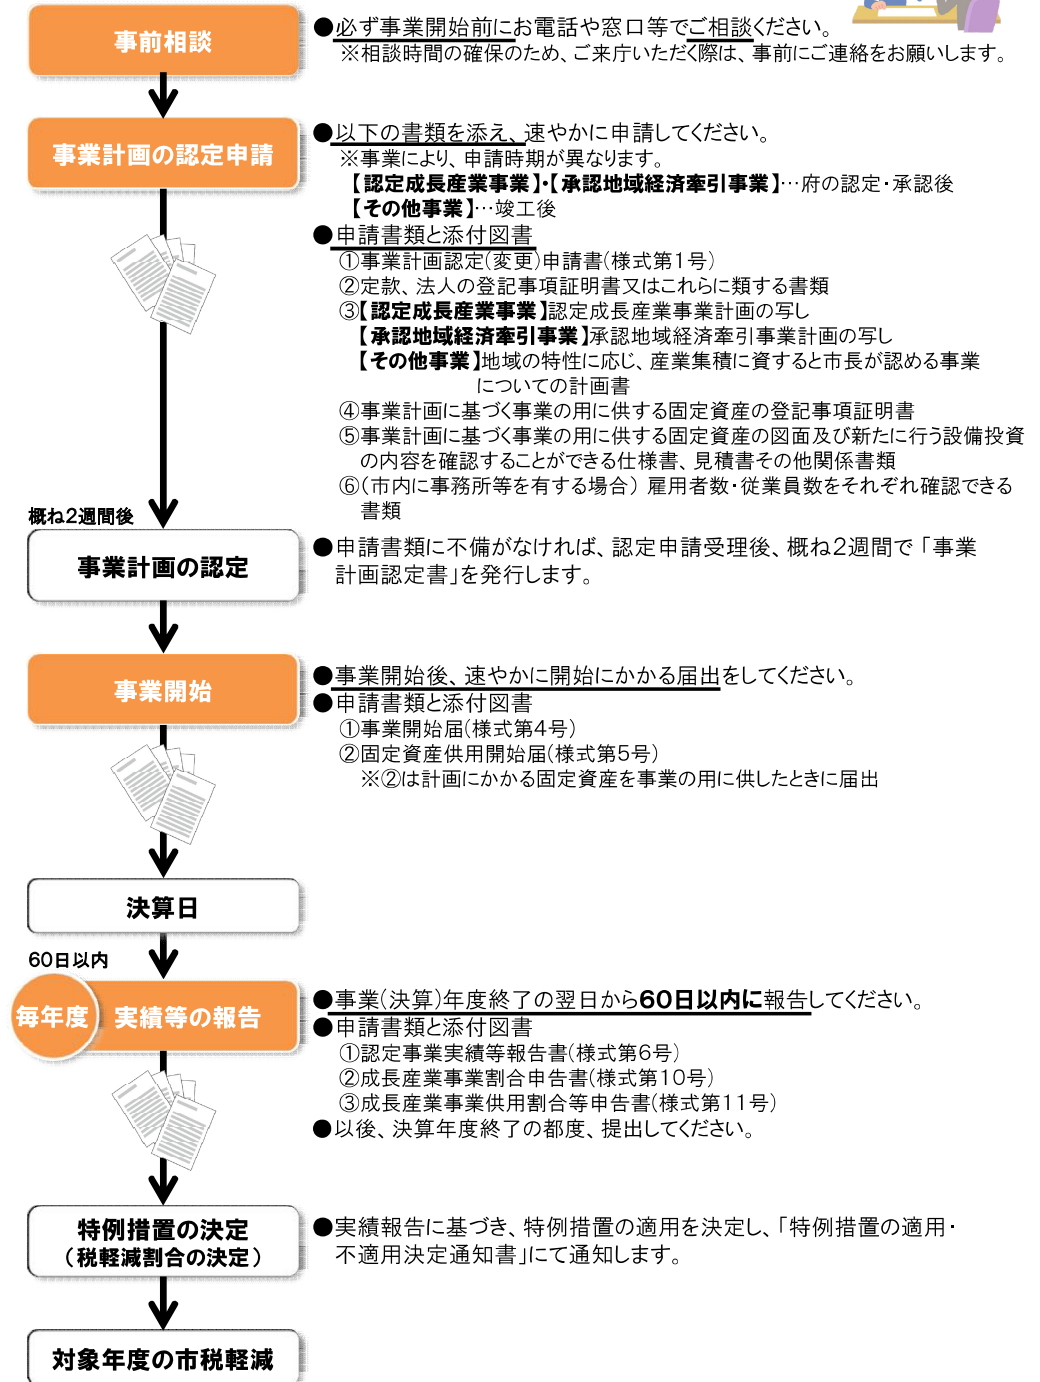 事前相談
●必ず事業開始前にお電話や窓口等でご相談ください。
※相談時間の確保のため、ご来庁いただく際は、事前にご連絡をお願いします。
事業計画の認定申請
●以下の書類を添え、速やかに申請してください。
※事業により、申請時期が異なります。
【認定成長産業事業】・【承認地域経済牽引事業】…府の認定・承認後
【その他事業】…竣工後
●申請書類と添付図書
①事業計画認定(変更)申請書(様式第1号)
②定款、法人の登記事項証明書又はこれらに類する書類
③【認定成長産業事業】認定成長産業事業計画の写し
【承認地域経済牽引事業】承認地域経済牽引事業計画の写し
【その他事業】地域の特性に応じ、産業集積に資すると市長が認める事業
についての計画書
④事業計画に基づく事業の用に供する固定資産の登記事項証明書
⑤事業計画に基づく事業の用に供する固定資産の図面及び新たに行う設備投資
の内容を確認することができる仕様書、見積書その他関係書類
⑥(市内に事務所等を有する場合) 雇用者数・従業員数をそれぞれ確認できる
書類
概ね2週間後
事業計画の認定
●申請書類に不備がなければ、認定申請受理後、概ね2週間で「事業
計画認定書」を発行します。
事業開始
●事業開始後、速やかに開始にかかる届出をしてください。
●申請書類と添付図書
①事業開始届(様式第4号)
②固定資産供用開始届(様式第5号)
※②は計画にかかる固定資産を事業の用に供したときに届出
決算日
60日以内
毎年度
実績等の報告
●事業(決算)年度終了の翌日から60日以内に報告してください。
●申請書類と添付図書
①認定事業実績等報告書(様式第6号)
②成長産業事業割合申告書(様式第10号)
③成長産業事業供用割合等申告書(様式第11号)
●以後、決算年度終了の都度、提出してください。
特例措置の決定
(税軽減割合の決定)
●実績報告に基づき、特例措置の適用を決定し、「特例措置の適用・
不適用決定通知書」にて通知します。
対象年度の市税軽減